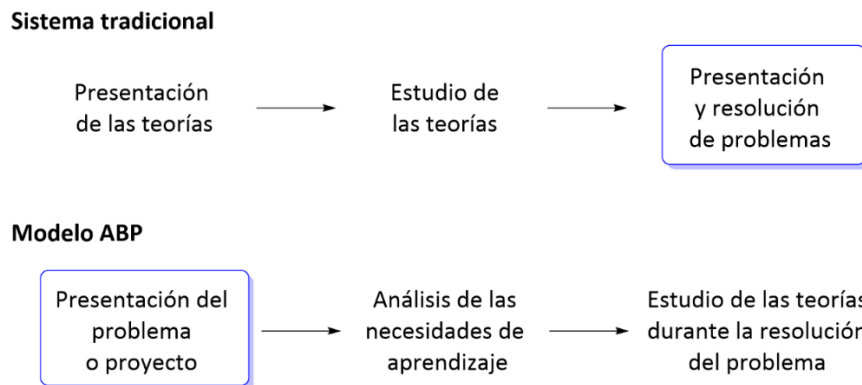 Sistema tradicional
Presentación
de las teorías
Estudio de
las teorías
Presentación
y resolución
de problemas
Modelo ABP
Presentación del
problema
o proyecto
Análisis de las
necesidades de
aprendizaje
Estudio de las teorías
durante la resolución
del problema